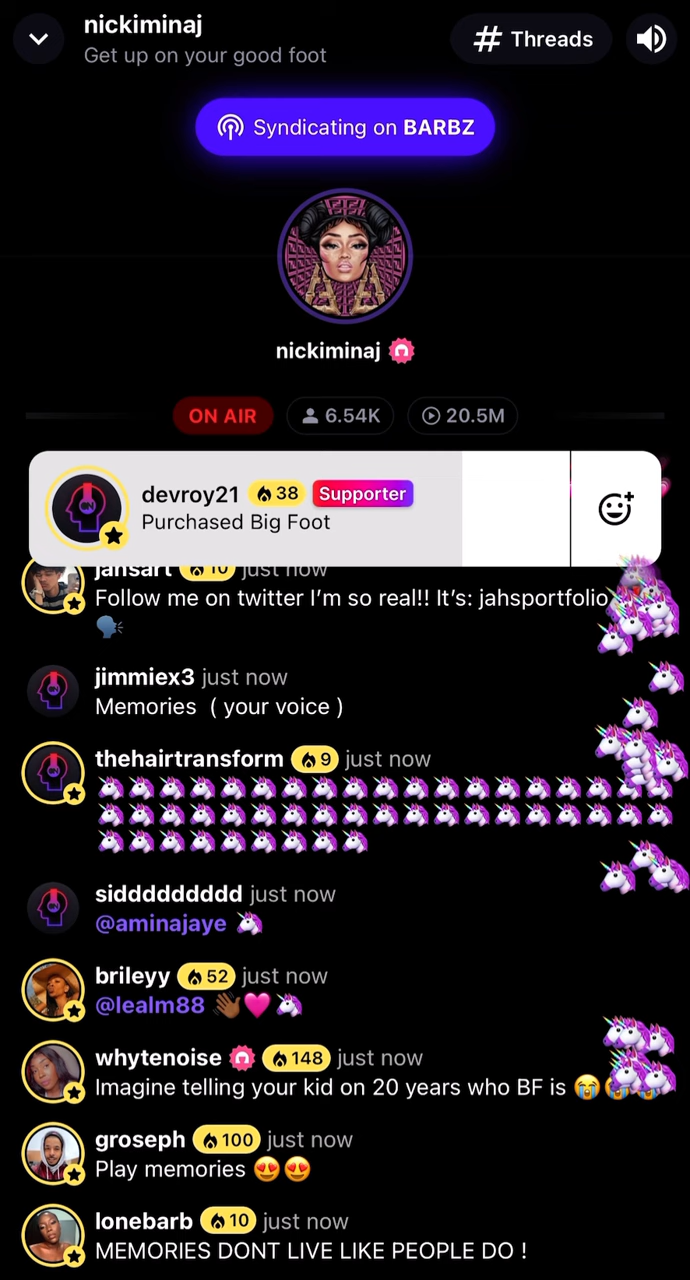 nickiminaj
Get up on your good foot
Threads
Syndicating on BARBZ
nickiminaj
ON AIR
6.54K
20.5M
devroy21 38 Supporter
Purchased Big Foot
jahsart 10 just now
Follow me on twitter I'm so real!! It's: jahsportfolio
🗣️
jimmiex3 just now
Memories ( your voice )
thehairtransform 9 just now
🦄🦄🦄🦄🦄🦄🦄🦄🦄🦄🦄🦄🦄🦄🦄🦄🦄🦄🦄
🦄🦄🦄🦄🦄🦄🦄🦄🦄🦄🦄🦄🦄🦄🦄🦄🦄🦄🦄
🦄🦄🦄🦄🦄🦄🦄🦄🦄
sidddddddddd just now
@aminajaye 🦄
brileyy 52 just now
@lealm88 👋🏾🩷🦄
whytenoise 148 just now
Imagine telling your kid on 20 years who BF is 😭😭😭
groseph 100 just now
Play memories 😍😍
lonebarb 10 just now
MEMORIES DONT LIVE LIKE PEOPLE DO !